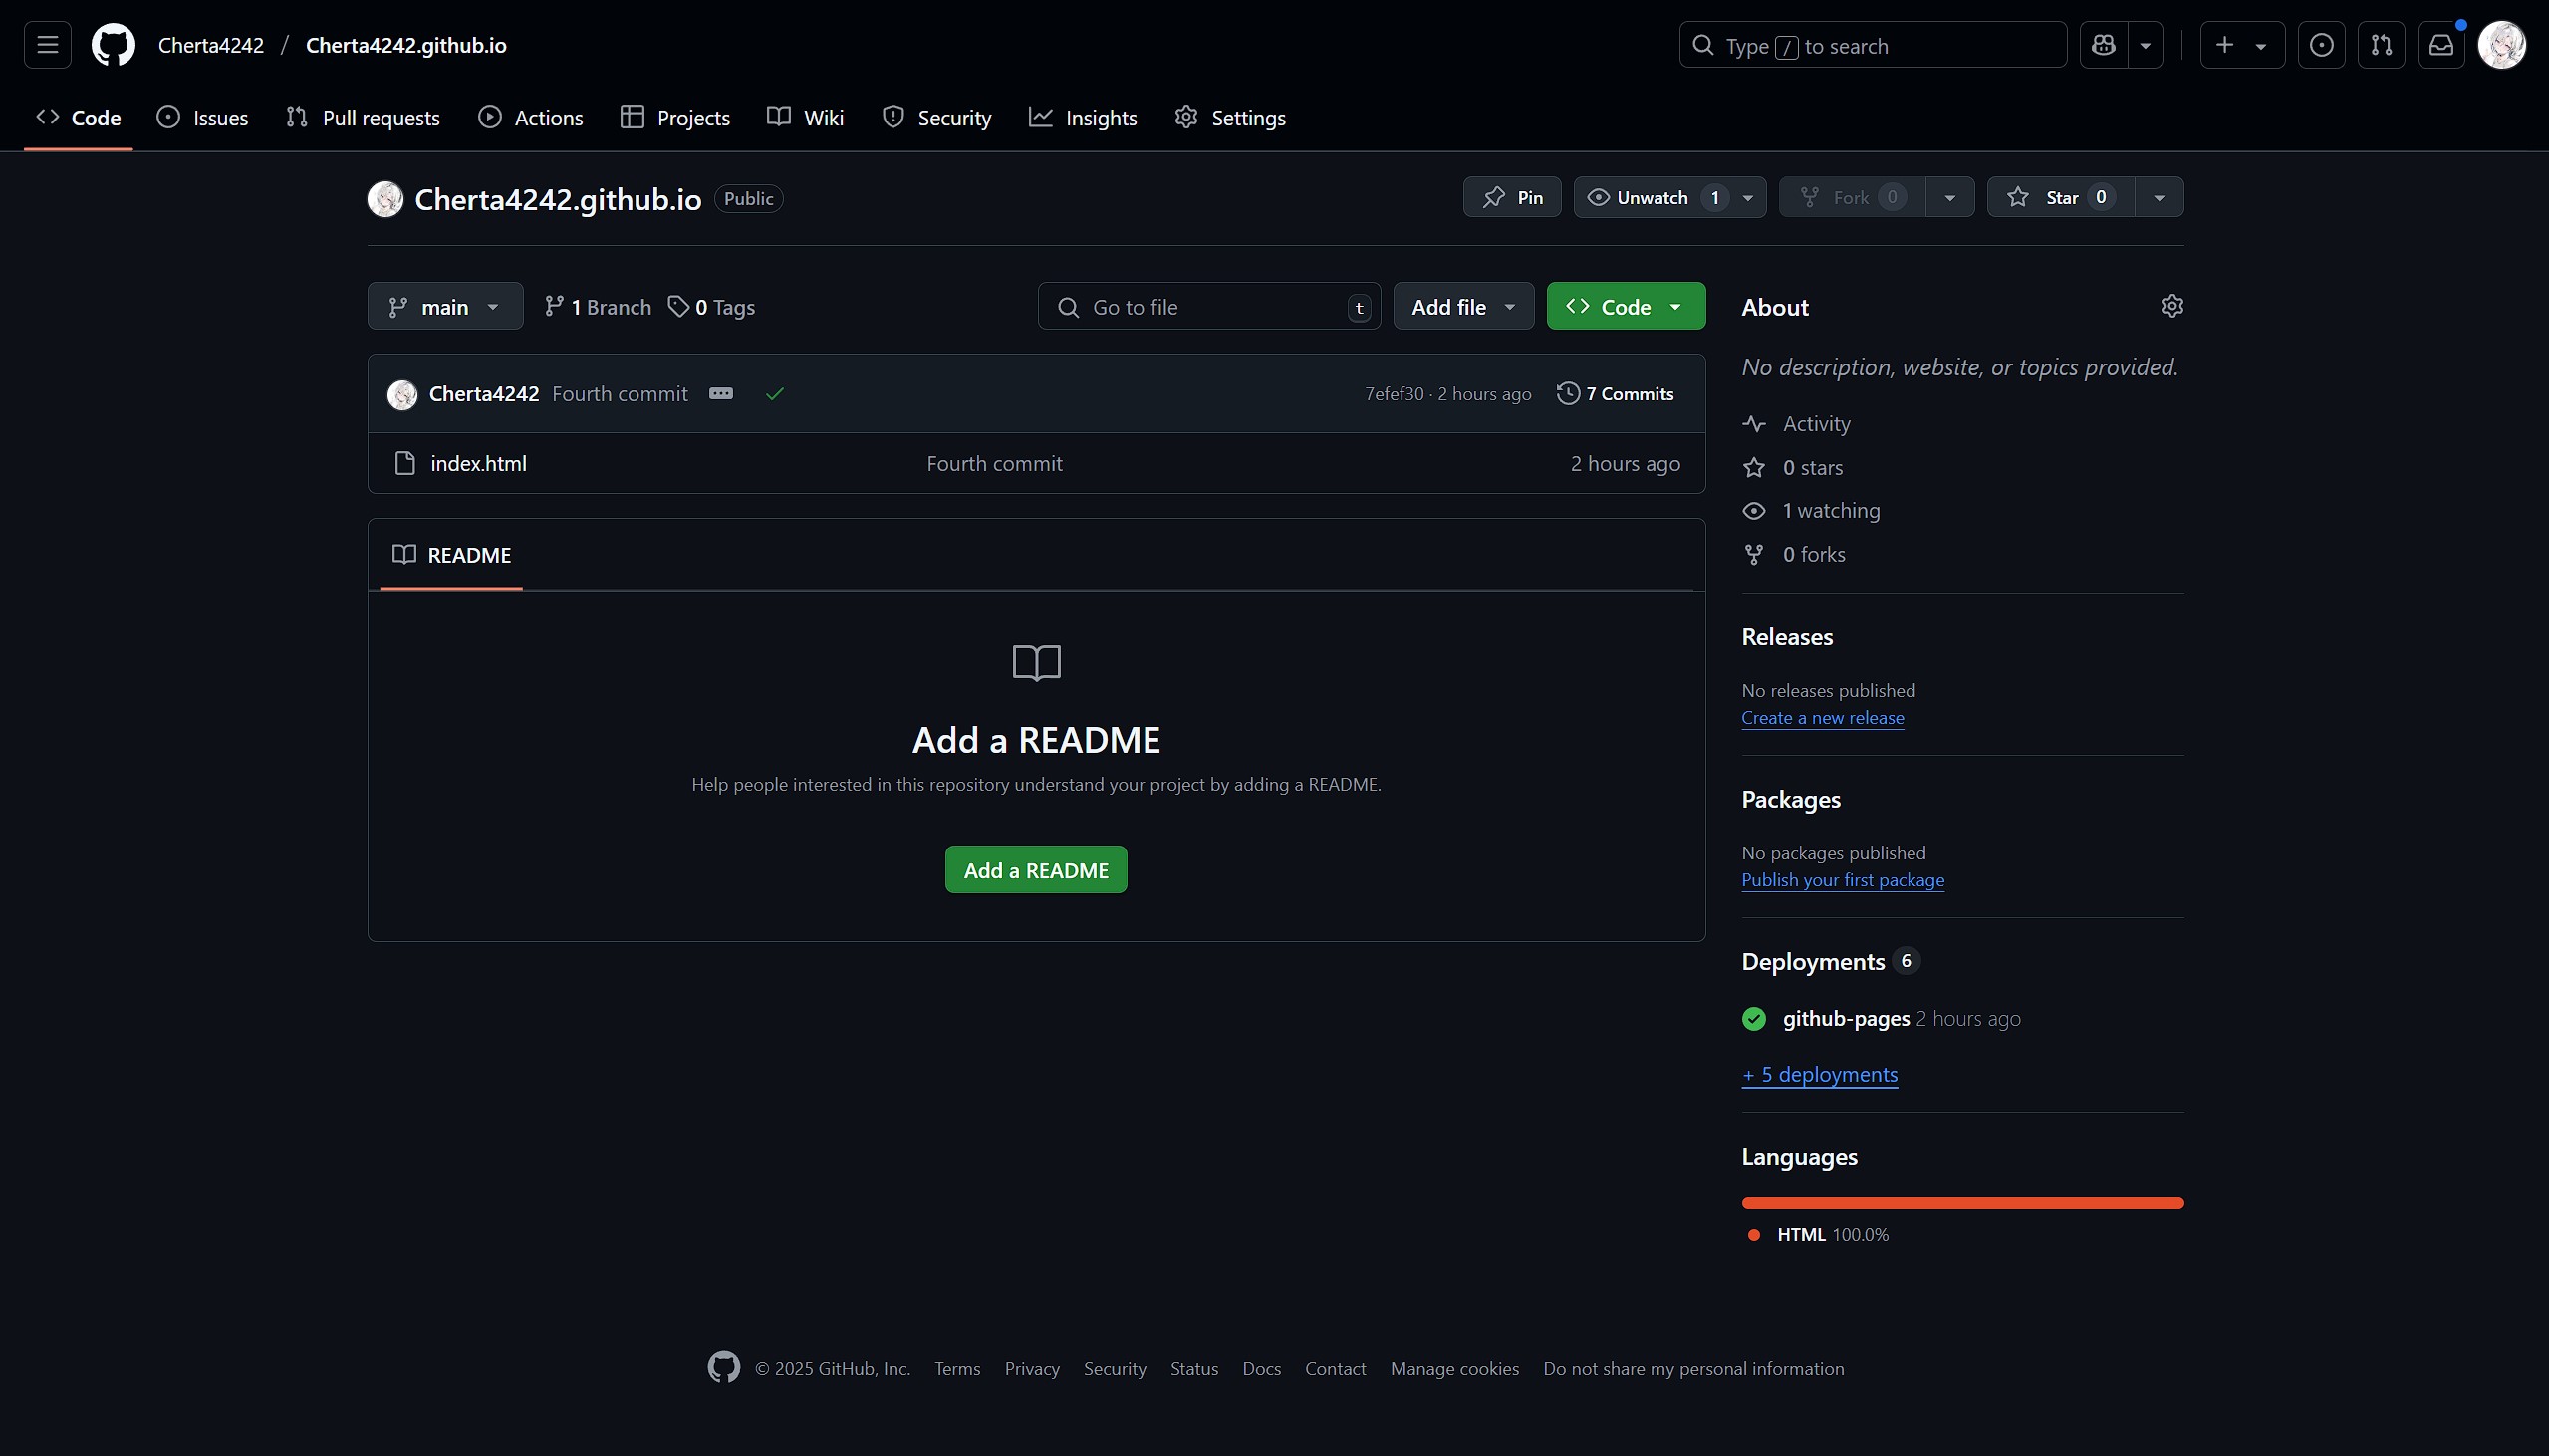 Cherta4242 / Cherta4242.github.io
Type / to search
Code Issues Pull requests Actions Projects Wiki Security Insights Settings
Cherta4242.github.io Public
Pin Unwatch 1 Fork 0 Star 0
main 1 Branch 0 Tags
Go to file t Add file Code
Cherta4242 Fourth commit 7efef30 · 2 hours ago 7 Commits
index.html Fourth commit 2 hours ago
README
Add a README
Help people interested in this repository understand your project by adding a README.
Add a README
About
No description, website, or topics provided.
Activity
0 stars
1 watching
0 forks
Releases
No releases published
Create a new release
Packages
No packages published
Publish your first package
Deployments 6
github-pages 2 hours ago
+ 5 deployments
Languages
HTML 100.0%
© 2025 GitHub, Inc. Terms Privacy Security Status Docs Contact Manage cookies Do not share my personal information